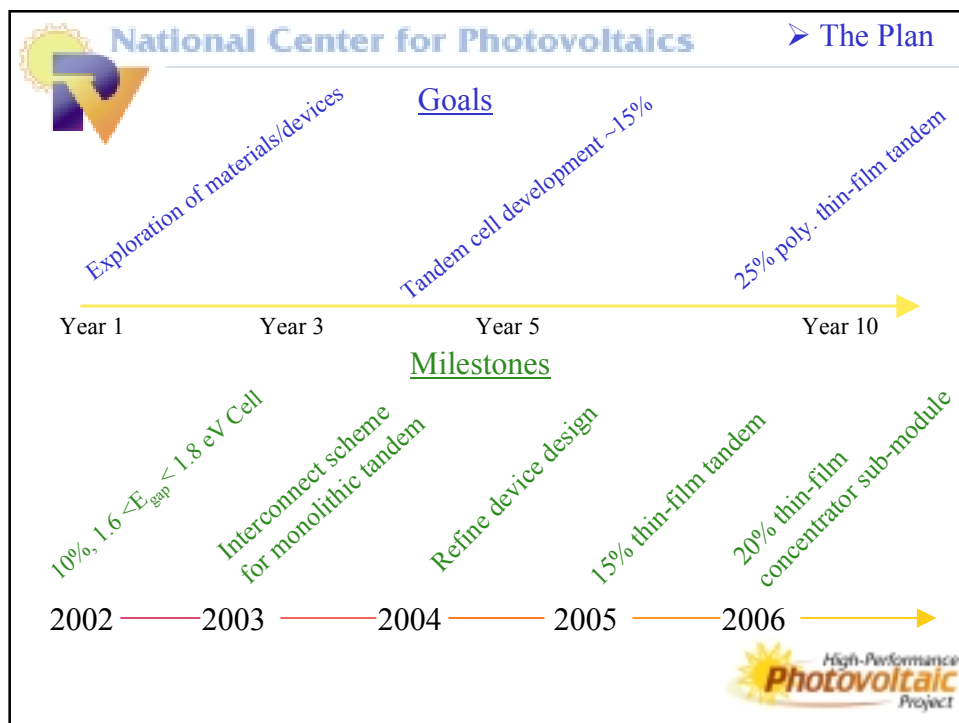 National Center for Photovoltaics
➢ The Plan
PV
Goals
Exploration of materials/devices
Tandem cell development ~15%
25% poly. thin-film tandem
Year 1
Year 3
Year 5
Year 10
Milestones
10%, 1.6 <E_gap< 1.8 eV Cell
Interconnect scheme
for monolithic tandem
Refine device design
15% thin-film tandem
20% thin-film
concentrator sub-module
2002
2003
2004
2005
2006
High-Performance
Photovoltaic
Project